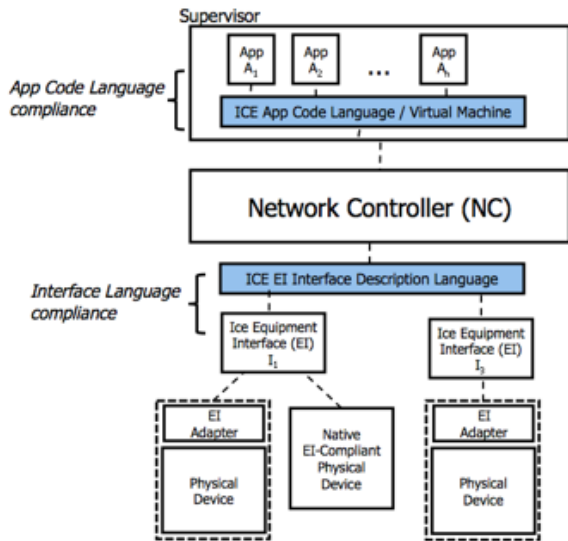 Supervisor
App App App
A1 A2 ... Ah
App Code Language
compliance
ICE App Code Language / Virtual Machine
Network Controller (NC)
ICE EI Interface Description Language
Interface Language
compliance
Ice Equipment
Interface (EI)
I1
Ice Equipment
Interface (EI)
I3
EI
Adapter
Physical
Device
Native
EI-Compliant
Physical
Device
EI
Adapter
Physical
Device